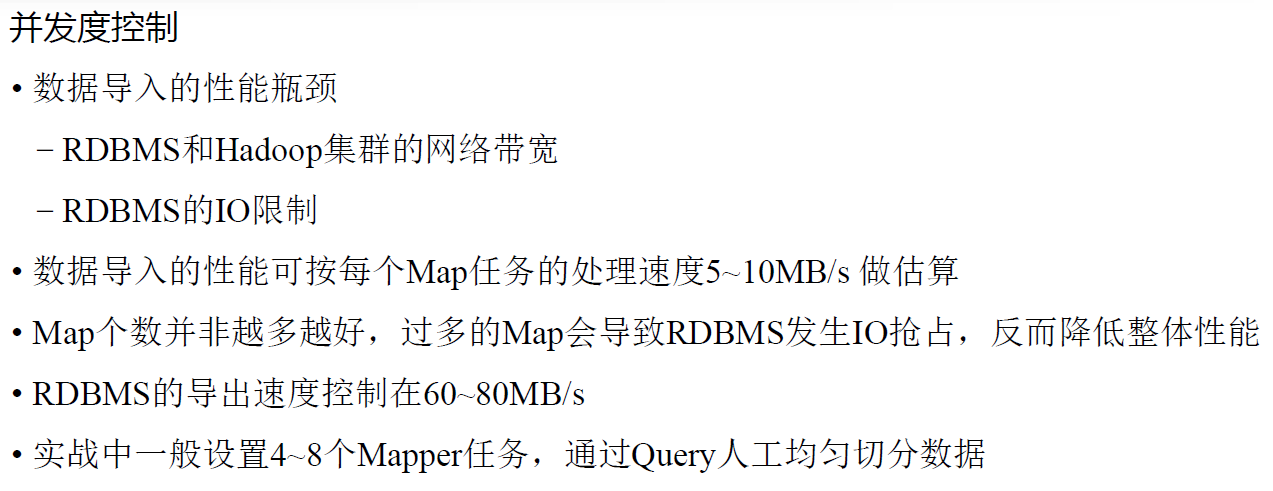 并发度控制
• 数据导入的性能瓶颈
– RDBMS和Hadoop集群的网络带宽
– RDBMS的IO限制
• 数据导入的性能可按每个Map任务的处理速度5~10MB/s 做估算
• Map个数并非越多越好，过多的Map会导致RDBMS发生IO抢占，反而降低整体性能
• RDBMS的导出速度控制在60~80MB/s
• 实战中一般设置4~8个Mapper任务，通过Query人工均匀切分数据